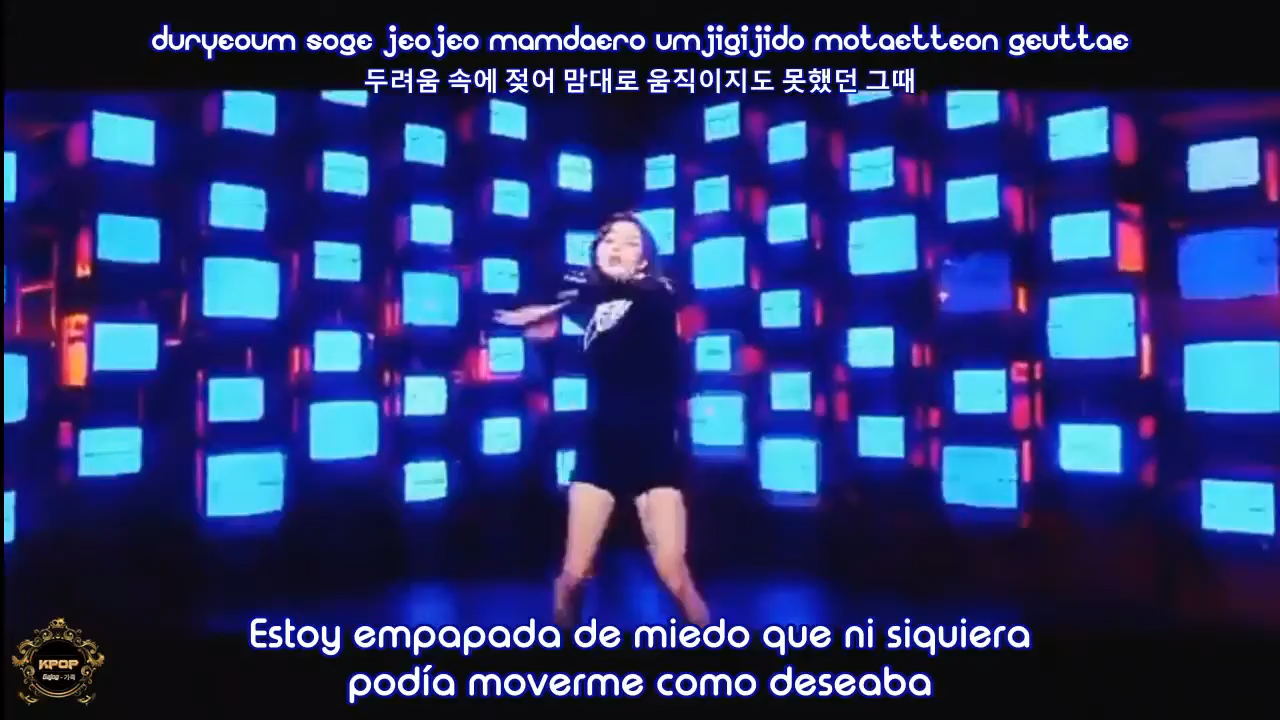 duryeoum soge jeojeo mamdaero umjigijido motaetteon geuttae
두려움 속에 젖어 맘대로 움직이지도 못했던 그때
Estoy empapada de miedo que ni siquiera
podía moverme como deseaba
KPOP